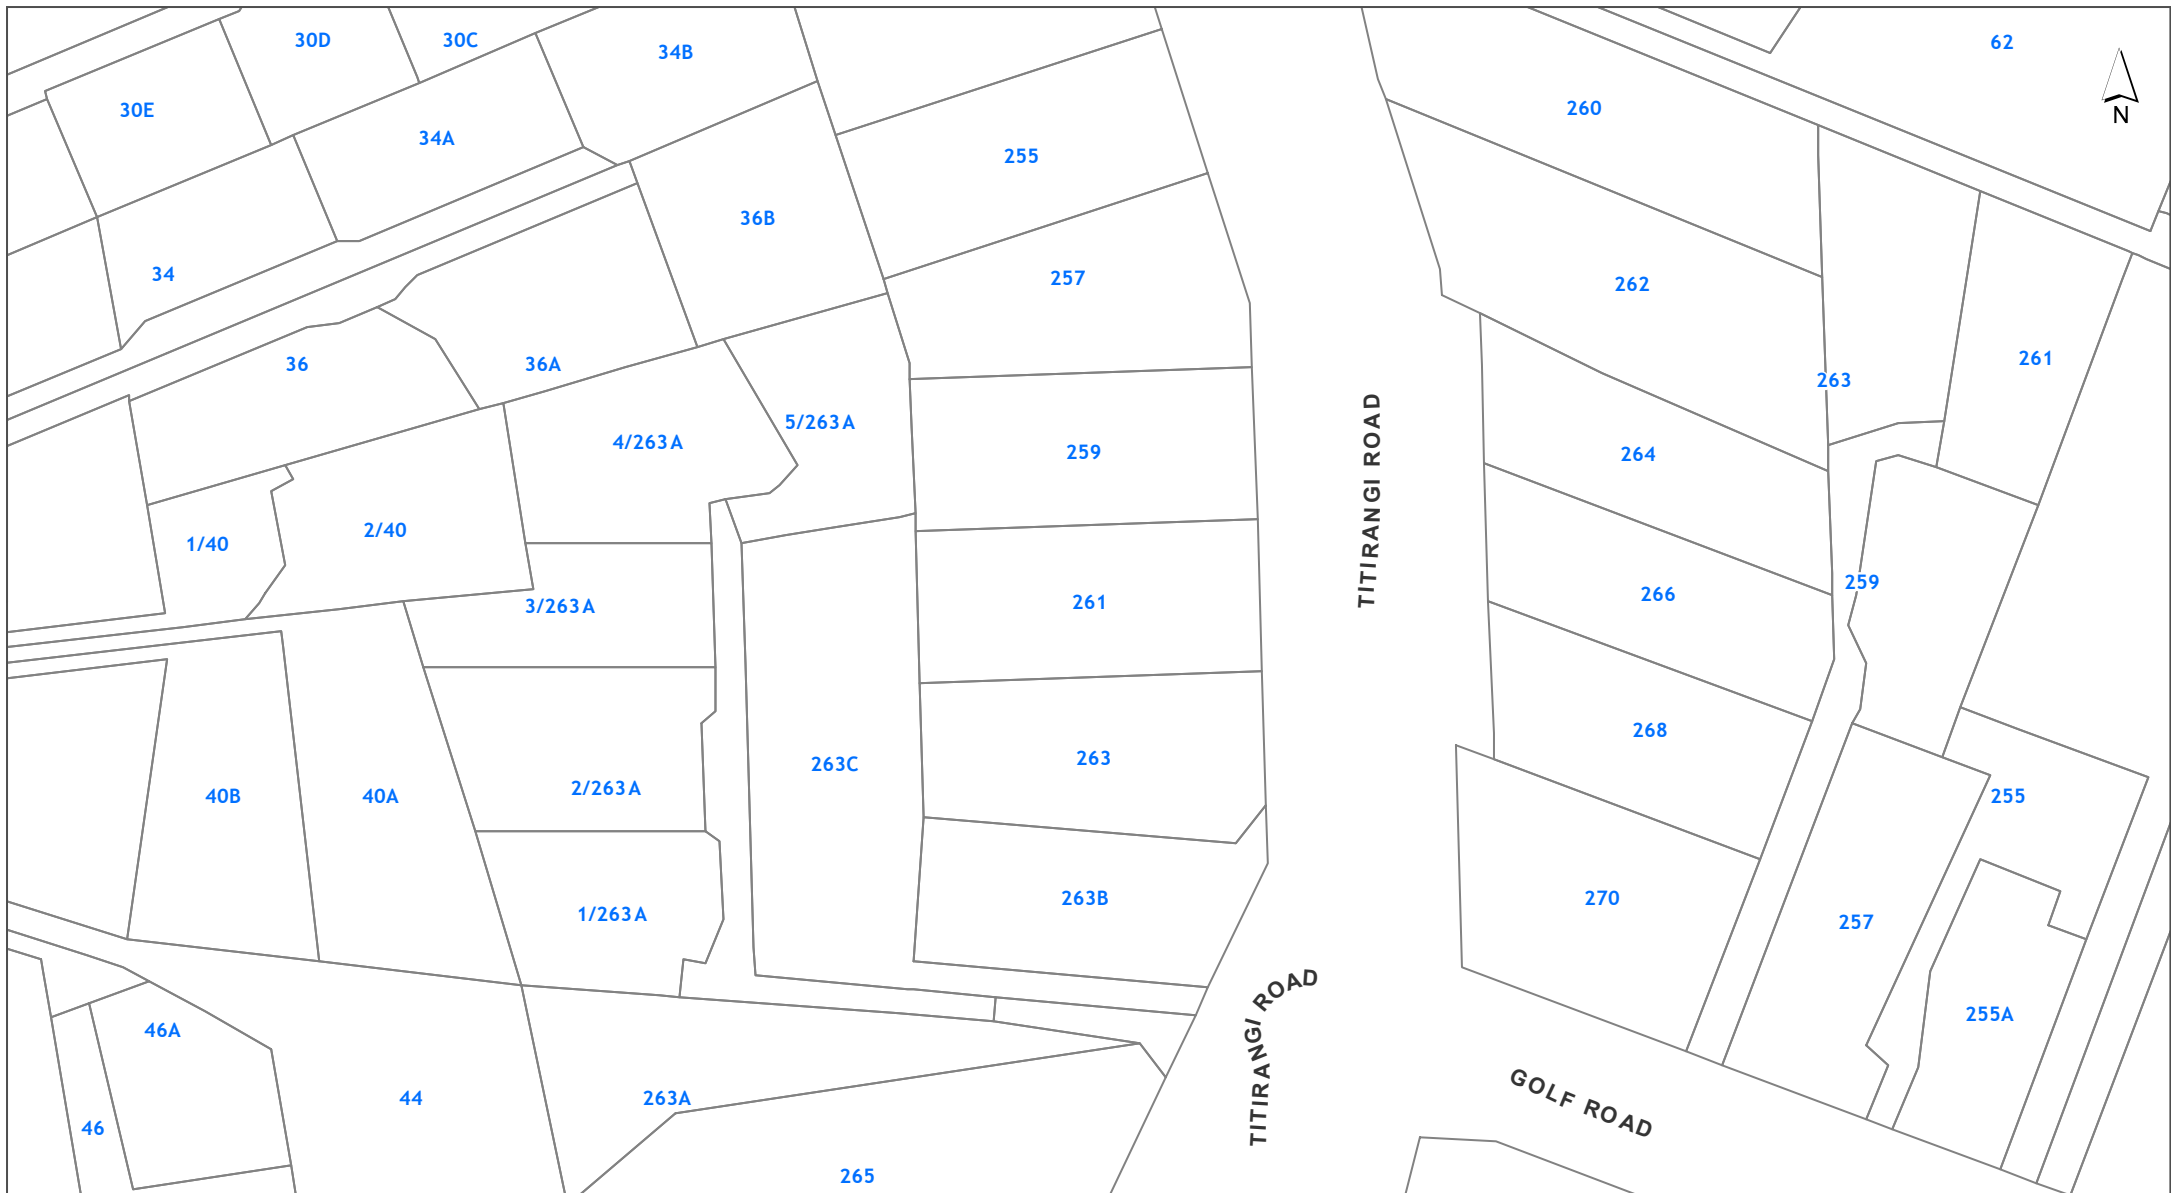 30D
30C
34B
62
30E
34A
260
N
255
36B
34
257
262
36
36A
263
261
5/263A
4/263A
259
264
TITIRANGI ROAD
1/40
2/40
3/263A
261
266
259
268
263C
263
2/263A
40B
40A
255
263B
270
1/263A
257
TITIRANGI ROAD
46A
255A
44
263A
GOLF ROAD
46
265